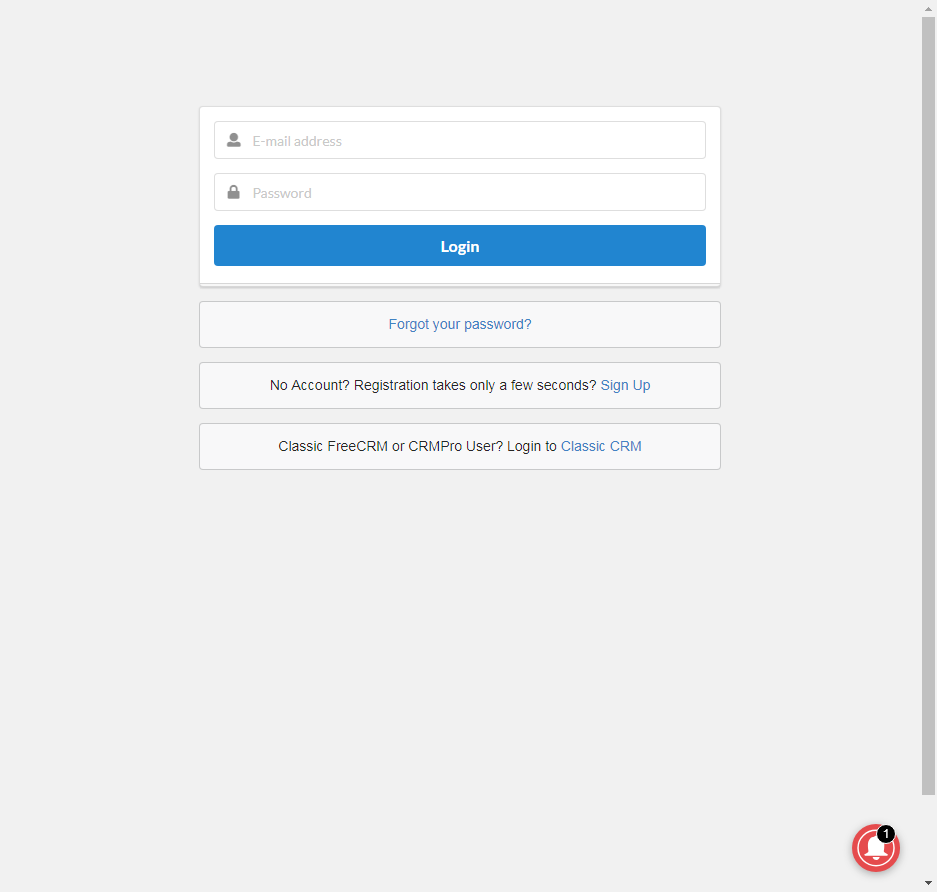 E-mail address
Password
Login
Forgot your password?
No Account? Registration takes only a few seconds? Sign Up
Classic FreeCRM or CRMPro User? Login to Classic CRM
1